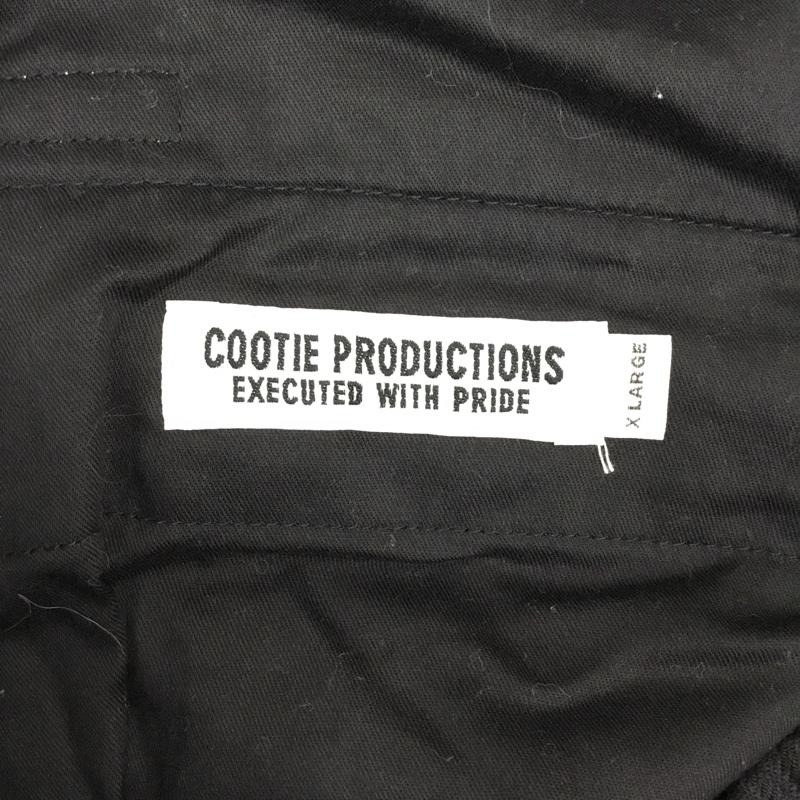 COOTIE PRODUCTIONS
EXECUTED WITH PRIDE
X LARGE